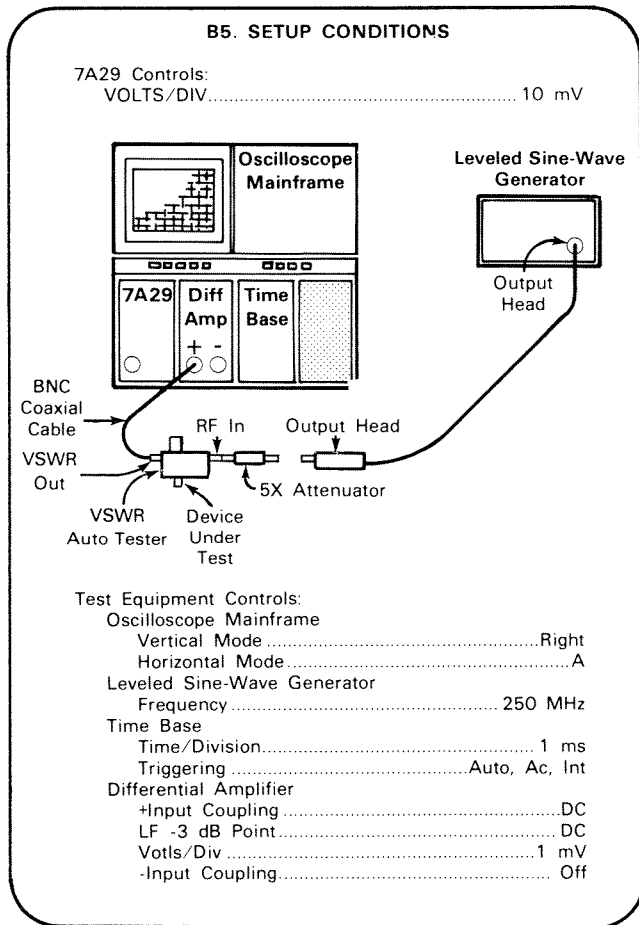 B5. SETUP CONDITIONS
7A29 Controls:
VOLTS/DIV........................................................ 10 mV
Oscilloscope
Mainframe
Leveled Sine-Wave
Generator
Output
Head
7A29
Diff
Amp
+ -
Time
Base
BNC
Coaxial
Cable
VSWR
Out
RF In
Output Head
5X Attenuator
VSWR
Auto Tester
Device
Under
Test
Test Equipment Controls:
Oscilloscope Mainframe
Vertical Mode ..................................................Right
Horizontal Mode....................................................A
Leveled Sine-Wave Generator
Frequency ................................................ 250 MHz
Time Base
Time/Division.................................................. 1 ms
Triggering ...........................................Auto, Ac, Int
Differential Amplifier
+Input Coupling ..................................................DC
LF -3 dB Point.................................................... DC
Votls/Div .......................................................1 mV
-Input Coupling.................................................. Off